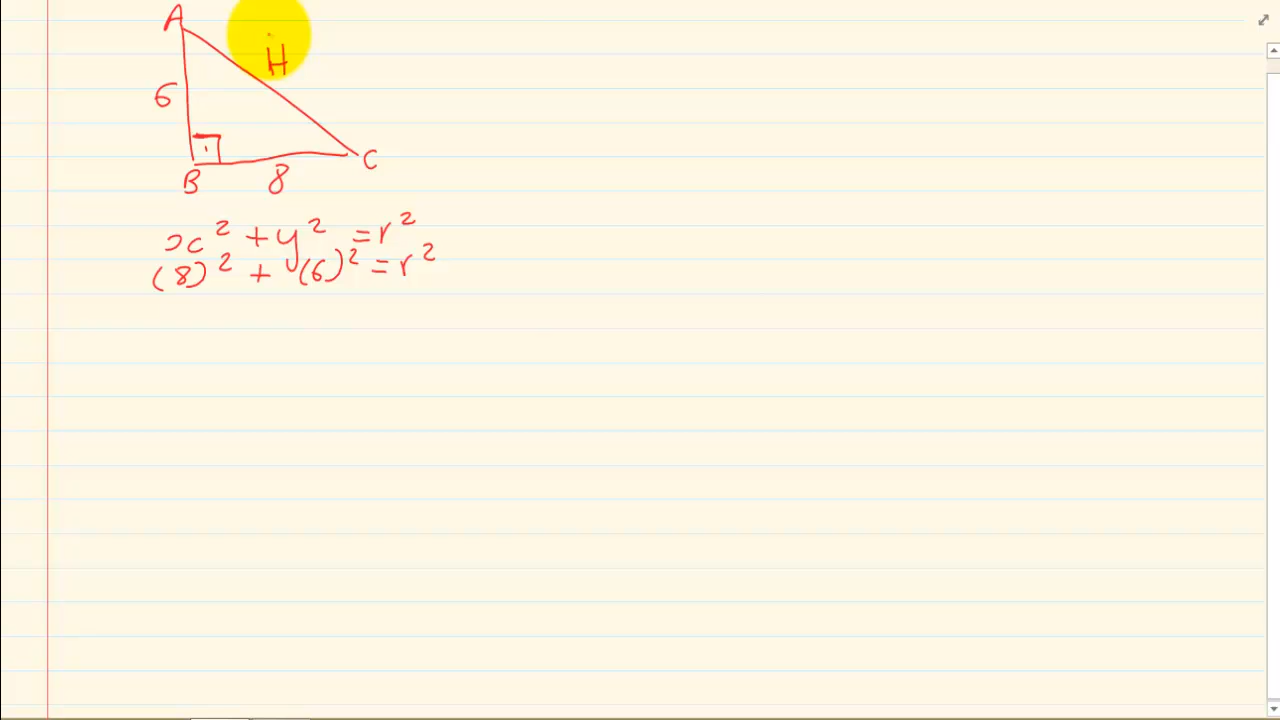 A
H
6
C
B
8
x² + y² = r²
(8)² + (6)² = r²